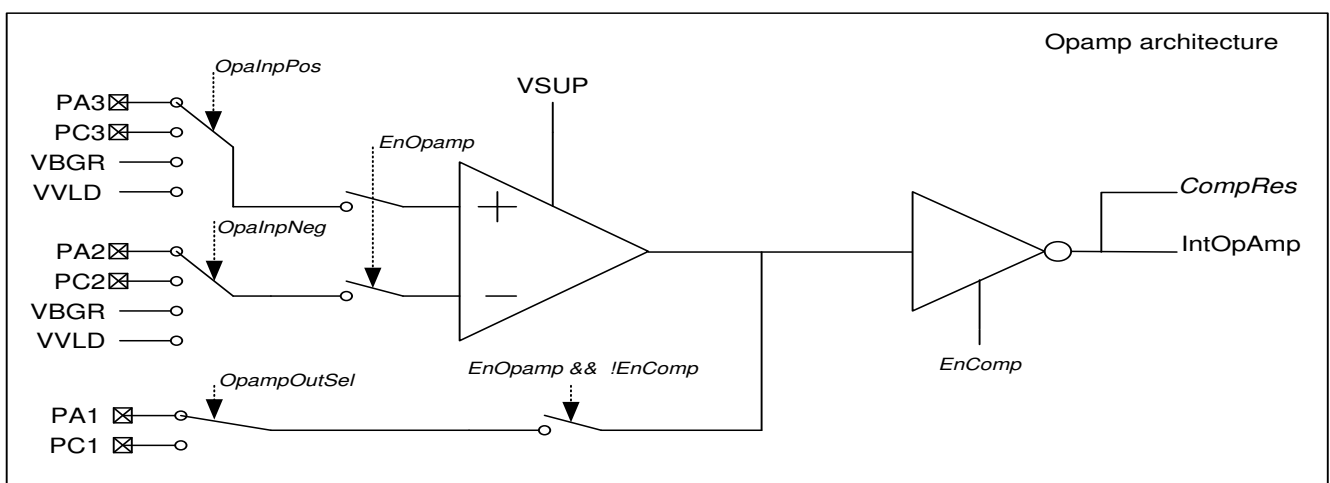 Opamp architecture
OpaInpPos
VSUP
PA3
PC3
EnOpamp
VBGR
VVLD
CompRes
OpaInpNeg
PA2
IntOpAmp
PC2
VBGR
VVLD
EnComp
OpampOutSel
EnOpamp && !EnComp
PA1
PC1